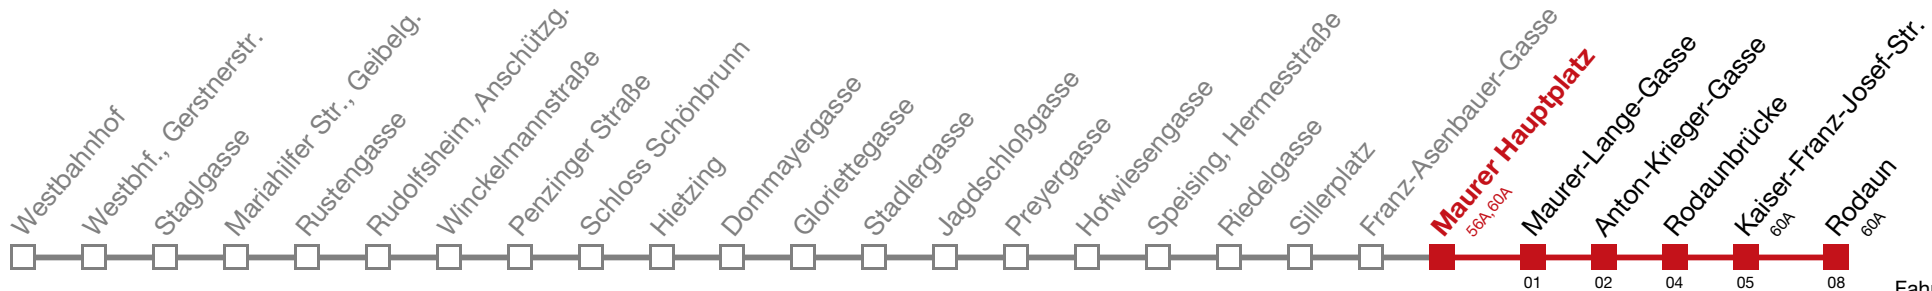 Westbahnhof
Westbhf., Gerstnerstr.
Staglgasse
Mariahilfer Str., Geibelg.
Rustengasse
Rudolfsheim, Anschützg.
Winckelmannstraße
Penzinger Straße
Schloss Schönbrunn
Hietzing
Dommayergasse
Gloriettegasse
Stadlergasse
Jagdschloßgasse
Preyergasse
Hofwiesengasse
Speising, Hermesstraße
Riedelgasse
Sillerplatz
Franz-Asenbauer-Gasse
Maurer Hauptplatz
56A,60A
Maurer-Lange-Gasse
Anton-Krieger-Gasse
Rodaunbrücke
Kaiser-Franz-Josef-Str.
60A
Rodaun
60A
01 02 04 05 08
Fah